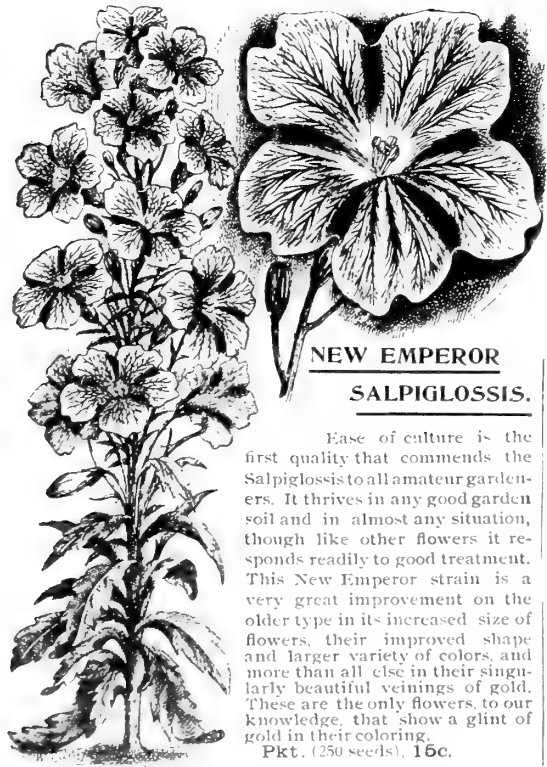 NEW EMPEROR
SALPIGLOSSIS.
Ease of culture is the
first quality that commends the
Salpiglossis to all amateur garden-
ers. It thrives in any good garden
soil and in almost any situation,
though like other flowers it re-
sponds readily to good treatment.
This New Emperor strain is a
very great improvement on the
older type in its increased size of
flowers, their improved shape
and larger variety of colors, and
more than all else in their singu-
larly beautiful veinings of gold.
These are the only flowers, to our
knowledge, that show a glint of
gold in their coloring.
Pkt. (250 seeds), 15c.